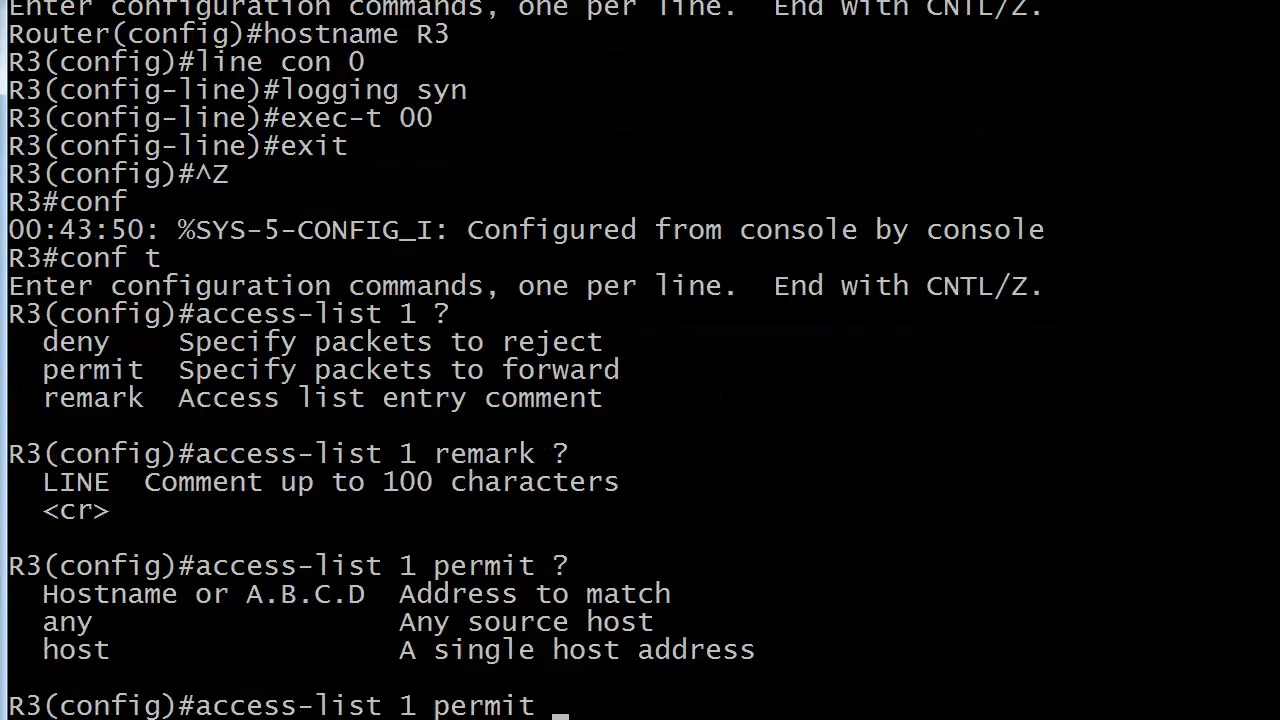 Enter configuration commands, one per line.  End with CNTL/Z.
Router(config)#hostname R3
R3(config)#line con 0
R3(config-line)#logging syn
R3(config-line)#exec-t 00
R3(config-line)#exit
R3(config)#^Z
R3#conf
00:43:50: %SYS-5-CONFIG_I: Configured from console by console
R3#conf t
Enter configuration commands, one per line.  End with CNTL/Z.
R3(config)#access-list 1 ?
  deny    Specify packets to reject
  permit  Specify packets to forward
  remark  Access list entry comment
R3(config)#access-list 1 remark ?
  LINE  Comment up to 100 characters
  <cr>
R3(config)#access-list 1 permit ?
  Hostname or A.B.C.D  Address to match
  any                  Any source host
  host                 A single host address
R3(config)#access-list 1 permit